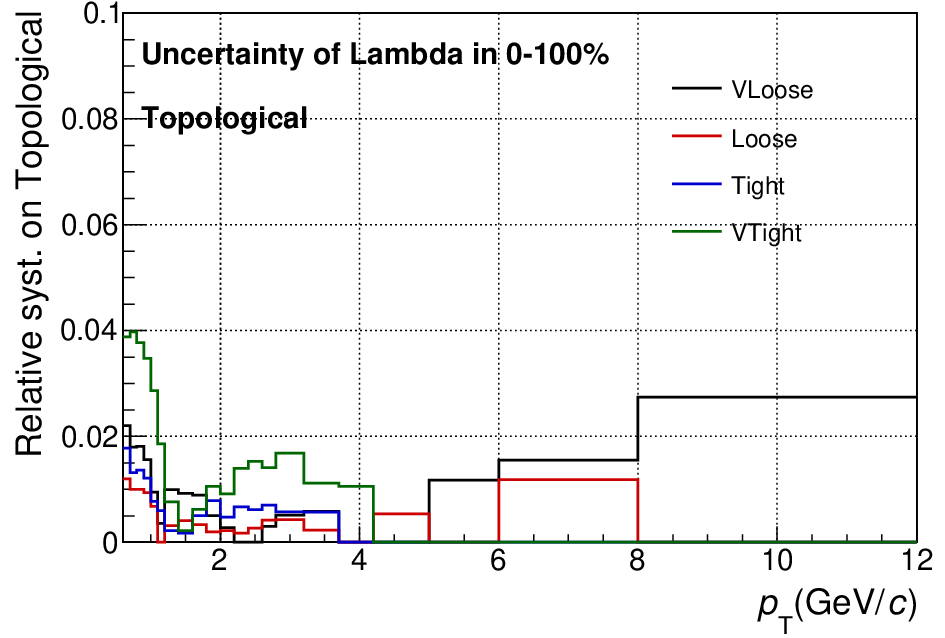 Relative syst. on Topological
0.1
0.08
0.06
0.04
0.02
0
Uncertainty of Lambda in 0-100%
Topological
VLoose
Loose
Tight
VTight
2 4 6 8 10 12
p_T(GeV/c)